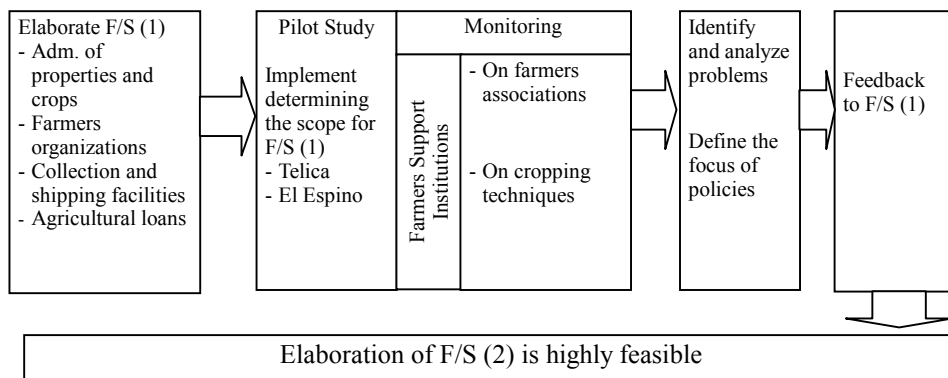 Elaborate F/S (1)
- Adm. of
properties and
crops
- Farmers
organizations
- Collection and
shipping facilities
- Agricultural loans
Pilot Study
Implement
determining
the scope for
F/S (1)
- Telica
- El Espino
Monitoring
Farmers Support
Institutions
- On farmers
associations
- On cropping
techniques
Identify
and analyze
problems
Define the
focus of
policies
Feedback
to F/S (1)
Elaboration of F/S (2) is highly feasible